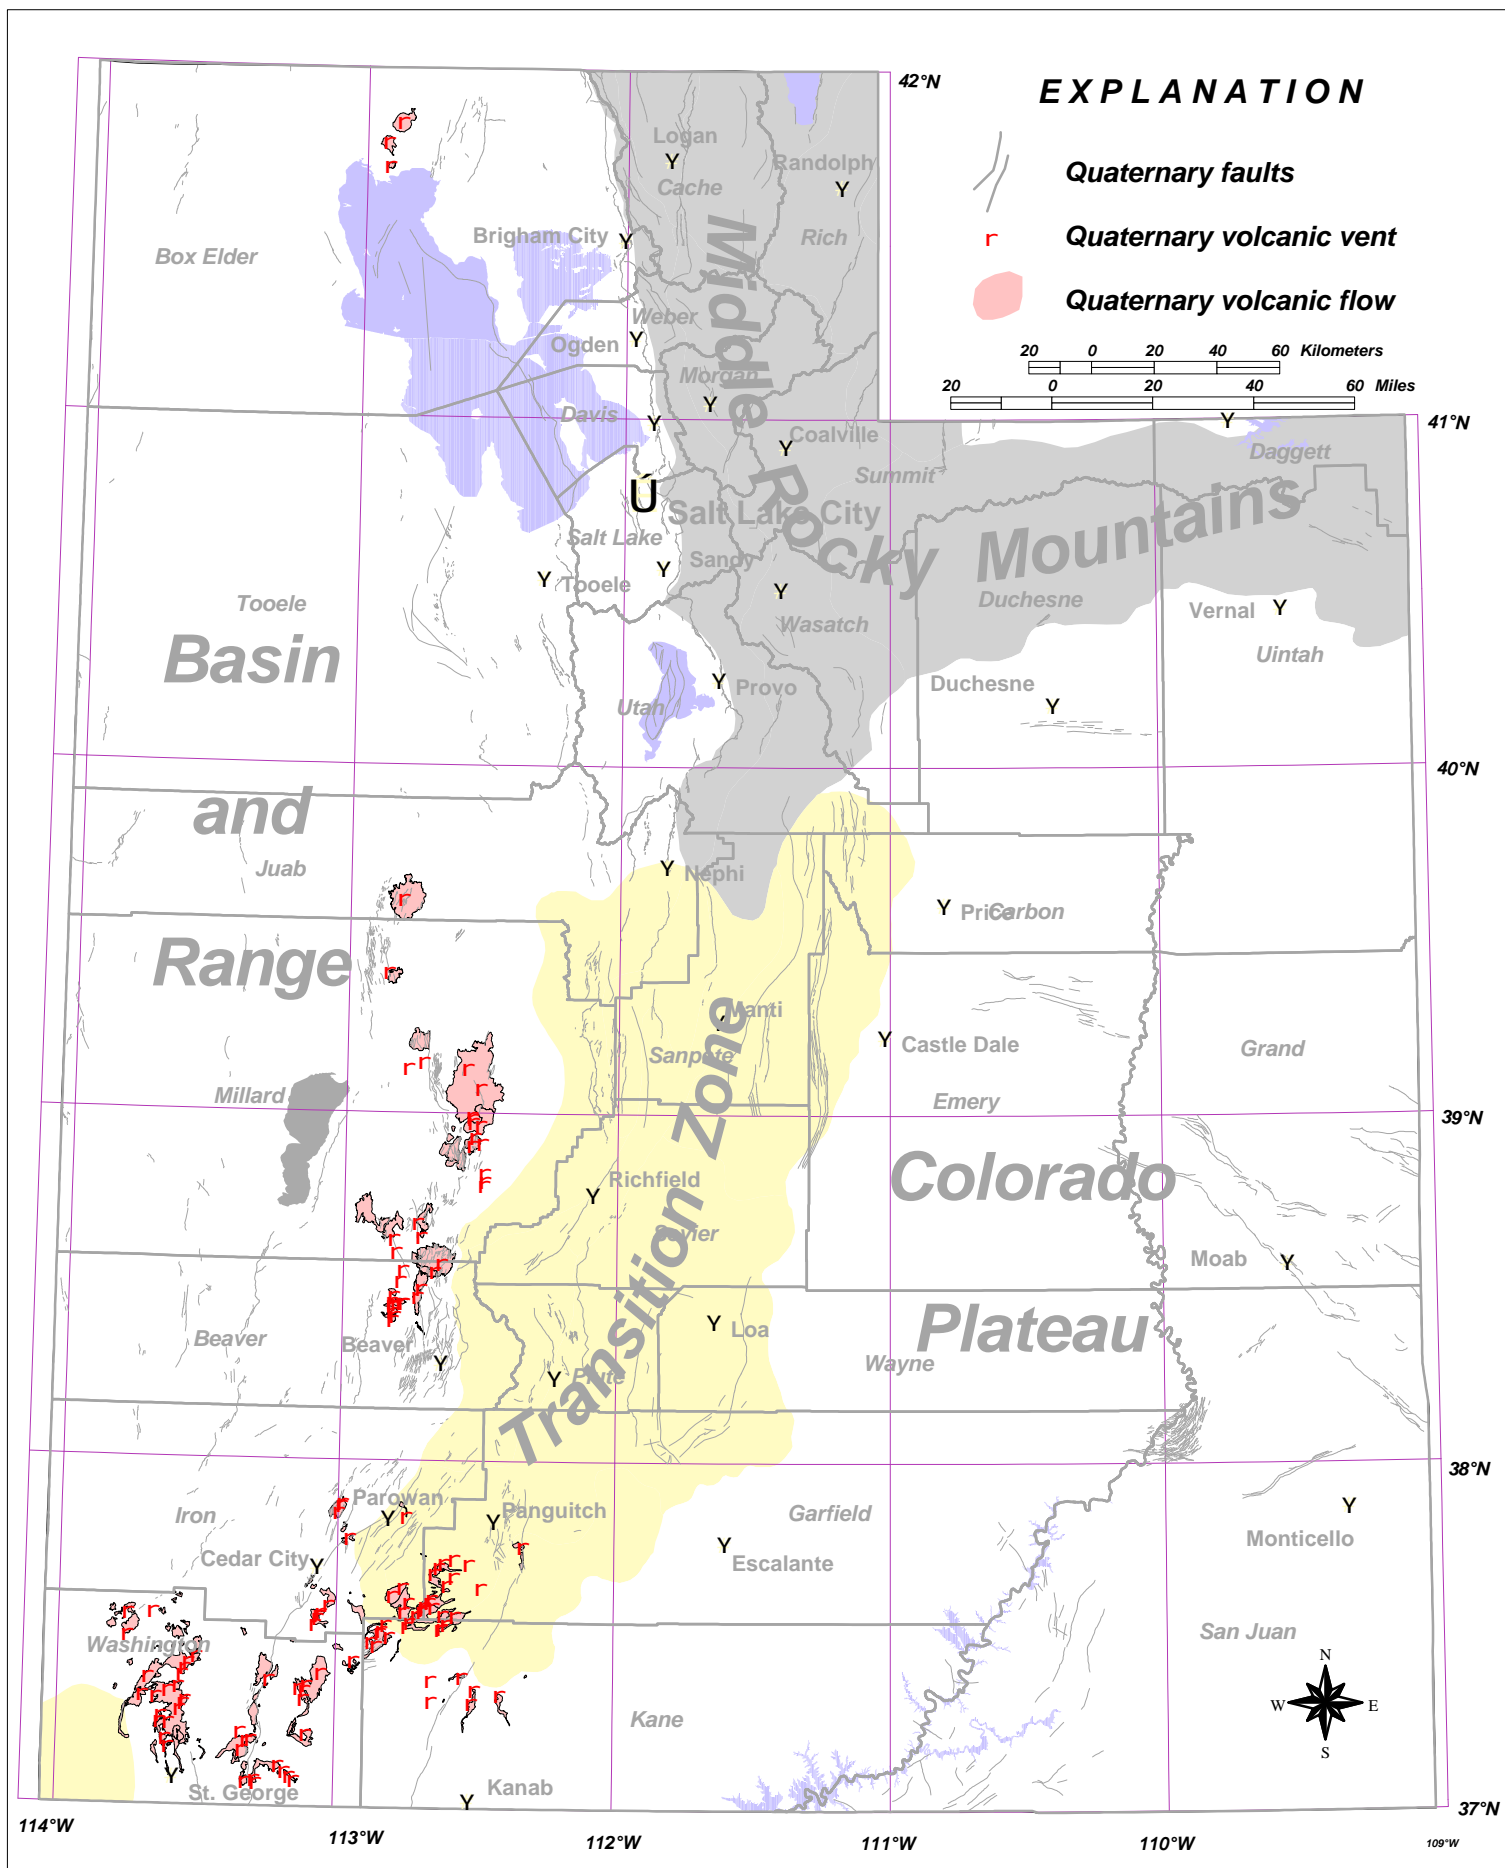 EXPLANATION
Quaternary faults
r Quaternary volcanic vent
Quaternary volcanic flow
20 0 20 40 60 Kilometers
20 0 20 40 60 Miles
42°N
41°N
40°N
39°N
38°N
37°N
114°W
113°W
112°W
111°W
110°W
109°W
Middle
Rocky
Mountains
Basin
and
Range
Transition
Zone
Colorado
Plateau
Logan
Cache
Randolph
Rich
Brigham City
Box Elder
Weber
Ogden
Morgan
Davis
Coalville
Summit
Daggett
Ú
Salt Lake City
Salt Lake
Sandy
Tooele
Tooele
Wasatch
Duchesne
Vernal
Uintah
Utah
Provo
Duchesne
Juab
Nephi
Price
Carbon
Manti
Sanpete
Castle Dale
Grand
Millard
Emery
Richfield
Sevier
Moab
Beaver
Beaver
Loa
Wayne
Piute
Iron
Parowan
Panguitch
Garfield
Cedar City
Escalante
Monticello
Washington
San Juan
Kane
St. George
Kanab
N
W E
S